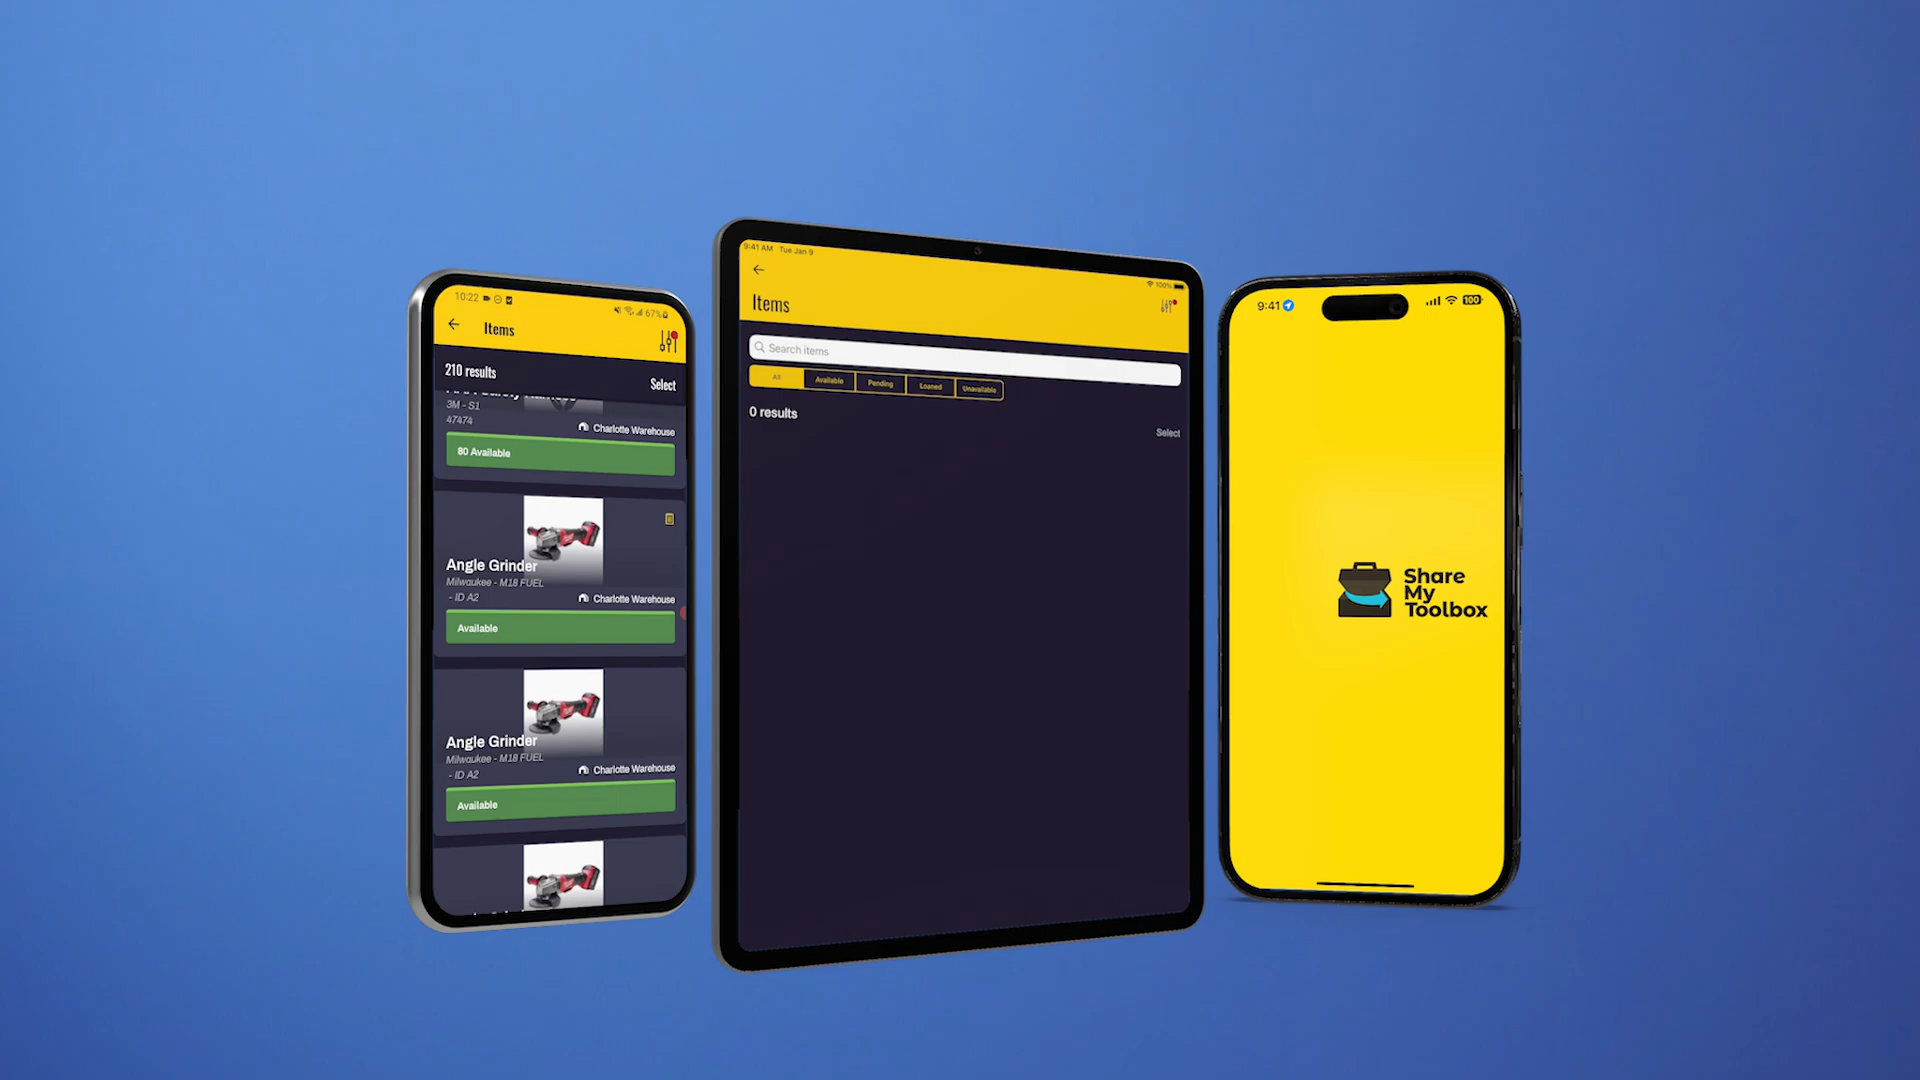 10:22
67%
Items
210 results
Select
3M - S1
47474
Charlotte Warehouse
80 Available
Angle Grinder
Milwaukee - M18 FUEL
- ID A2
Charlotte Warehouse
Available
Angle Grinder
Milwaukee - M18 FUEL
- ID A2
Charlotte Warehouse
Available
9:41 AM Tue Jan 9
100%
Items
Search items
All
Available
Pending
Loaned
Unavailable
0 results
Select
9:41
100
Share
My
Toolbox